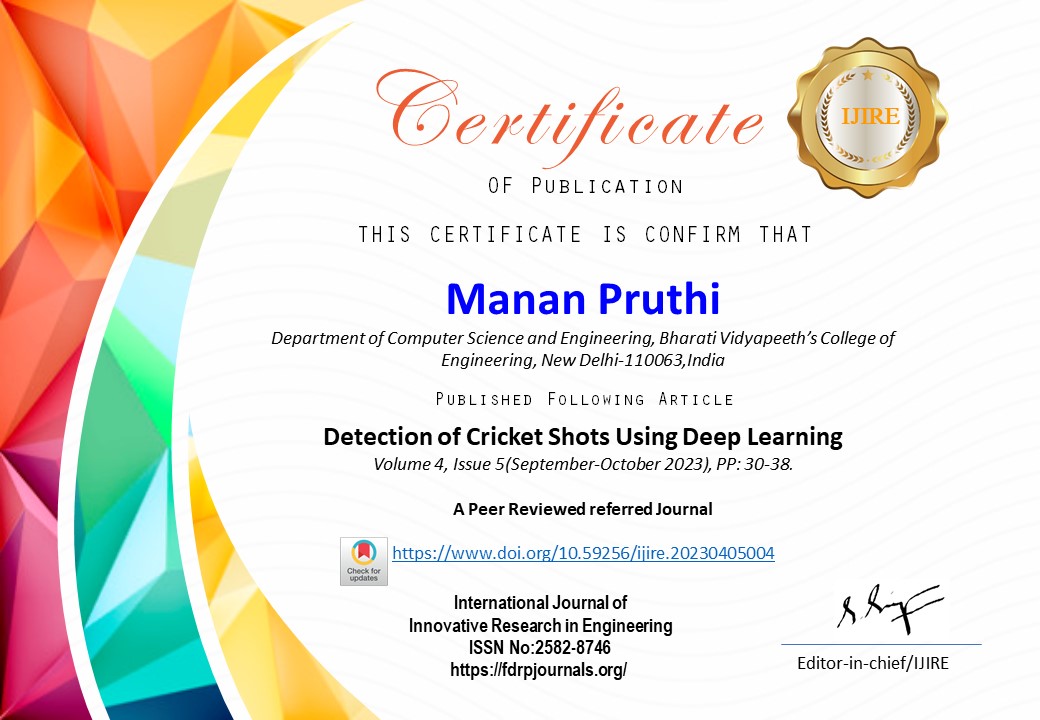 Certificate
IJIRE
OF PUBLICATION
THIS CERTIFICATE IS CONFIRM THAT
Manan Pruthi
Department of Computer Science and Engineering, Bharati Vidyapeeth’s College of
Engineering, New Delhi-110063,India
PUBLISHED FOLLOWING ARTICLE
Detection of Cricket Shots Using Deep Learning
Volume 4, Issue 5(September-October 2023), PP: 30-38.
A Peer Reviewed referred Journal
Check for
updates
https://www.doi.org/10.59256/ijire.20230405004
International Journal of
Innovative Research in Engineering
ISSN No:2582-8746
https://fdrpjournals.org/
Editor-in-chief/IJIRE